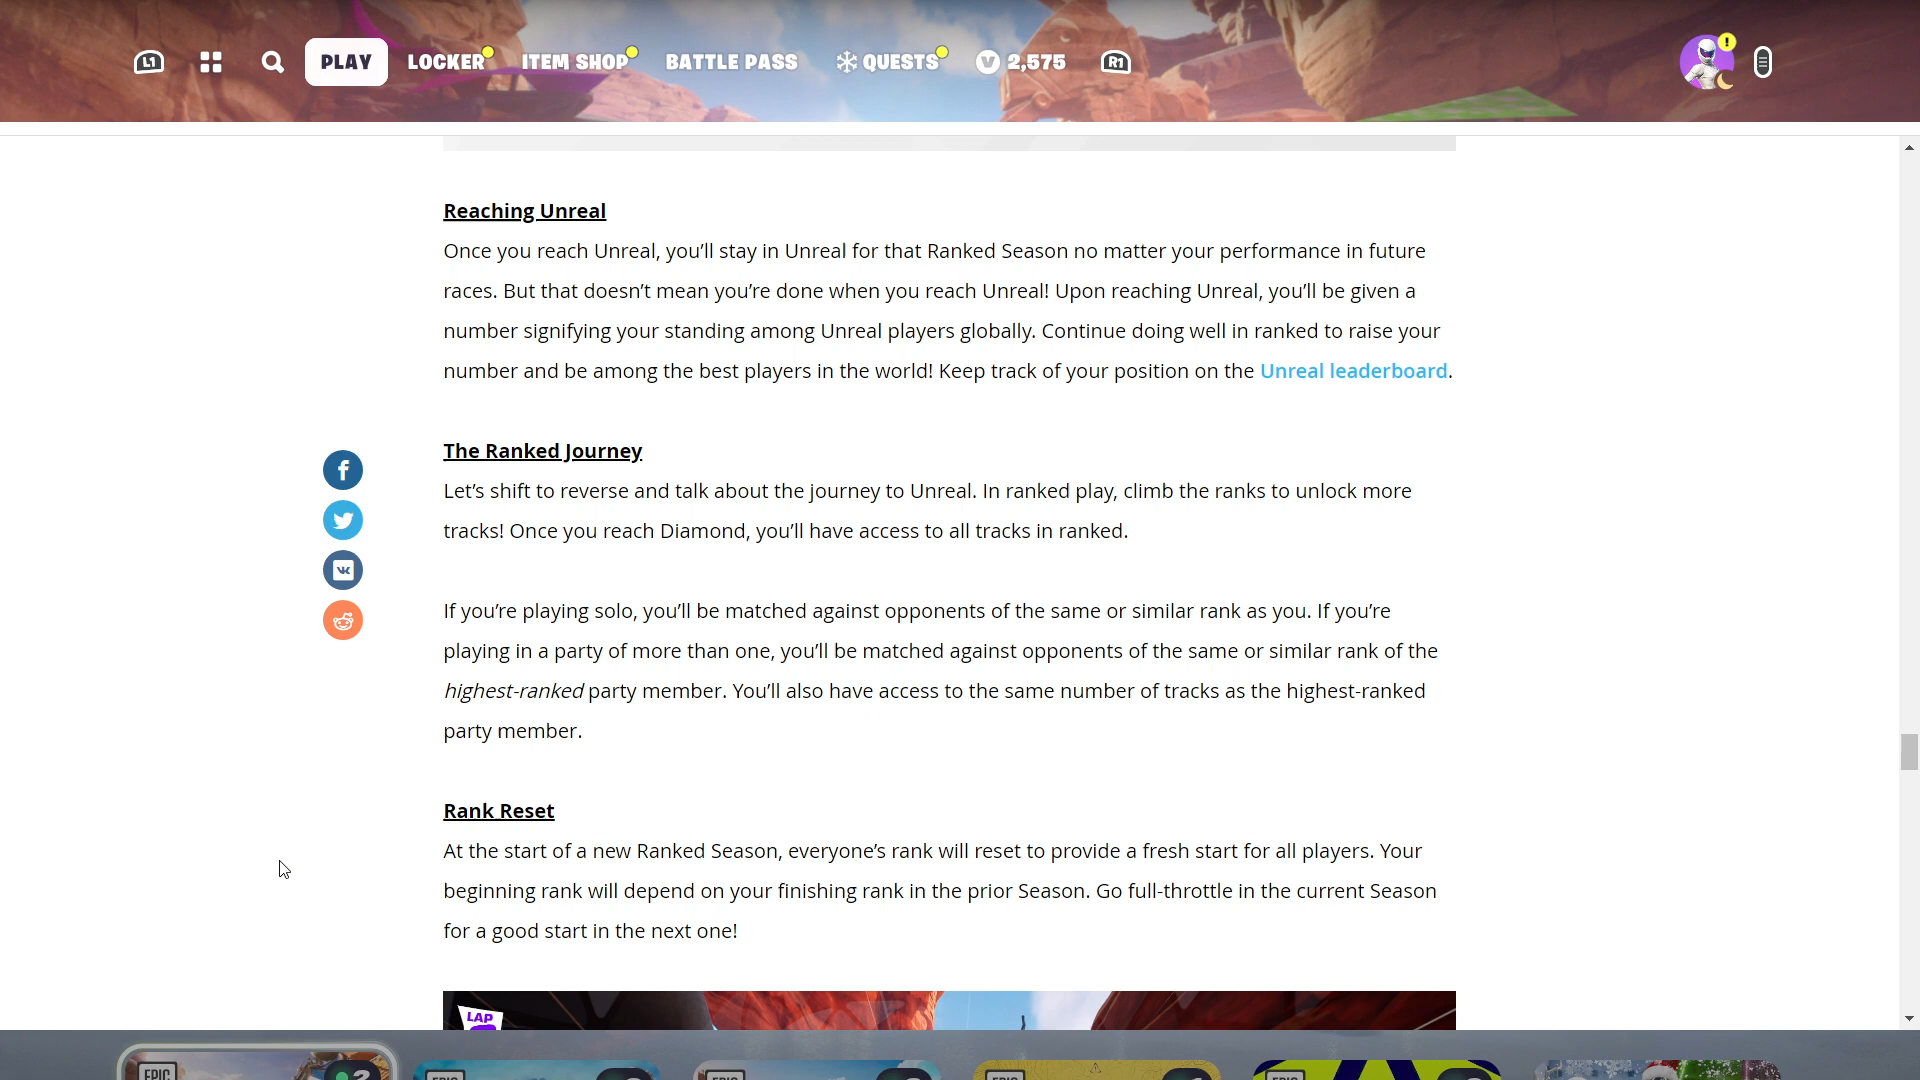 L1
PLAY
LOCKER
ITEM SHOP
BATTLE PASS
QUESTS
V 2,575
R1
!
Reaching Unreal
Once you reach Unreal, you’ll stay in Unreal for that Ranked Season no matter your performance in future
races. But that doesn’t mean you’re done when you reach Unreal! Upon reaching Unreal, you’ll be given a
number signifying your standing among Unreal players globally. Continue doing well in ranked to raise your
number and be among the best players in the world! Keep track of your position on the Unreal leaderboard.
The Ranked Journey
Let’s shift to reverse and talk about the journey to Unreal. In ranked play, climb the ranks to unlock more
tracks! Once you reach Diamond, you’ll have access to all tracks in ranked.
If you’re playing solo, you’ll be matched against opponents of the same or similar rank as you. If you’re
playing in a party of more than one, you’ll be matched against opponents of the same or similar rank of the
highest-ranked party member. You’ll also have access to the same number of tracks as the highest-ranked
party member.
Rank Reset
At the start of a new Ranked Season, everyone’s rank will reset to provide a fresh start for all players. Your
beginning rank will depend on your finishing rank in the prior Season. Go full-throttle in the current Season
for a good start in the next one!
LAP
EPIC
EPIC
EPIC
EPIC
EPIC